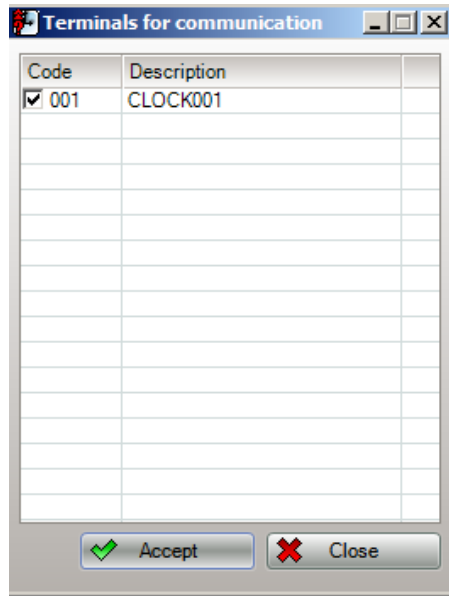 Terminals for communication
Code Description
001 CLOCK001
Accept Close